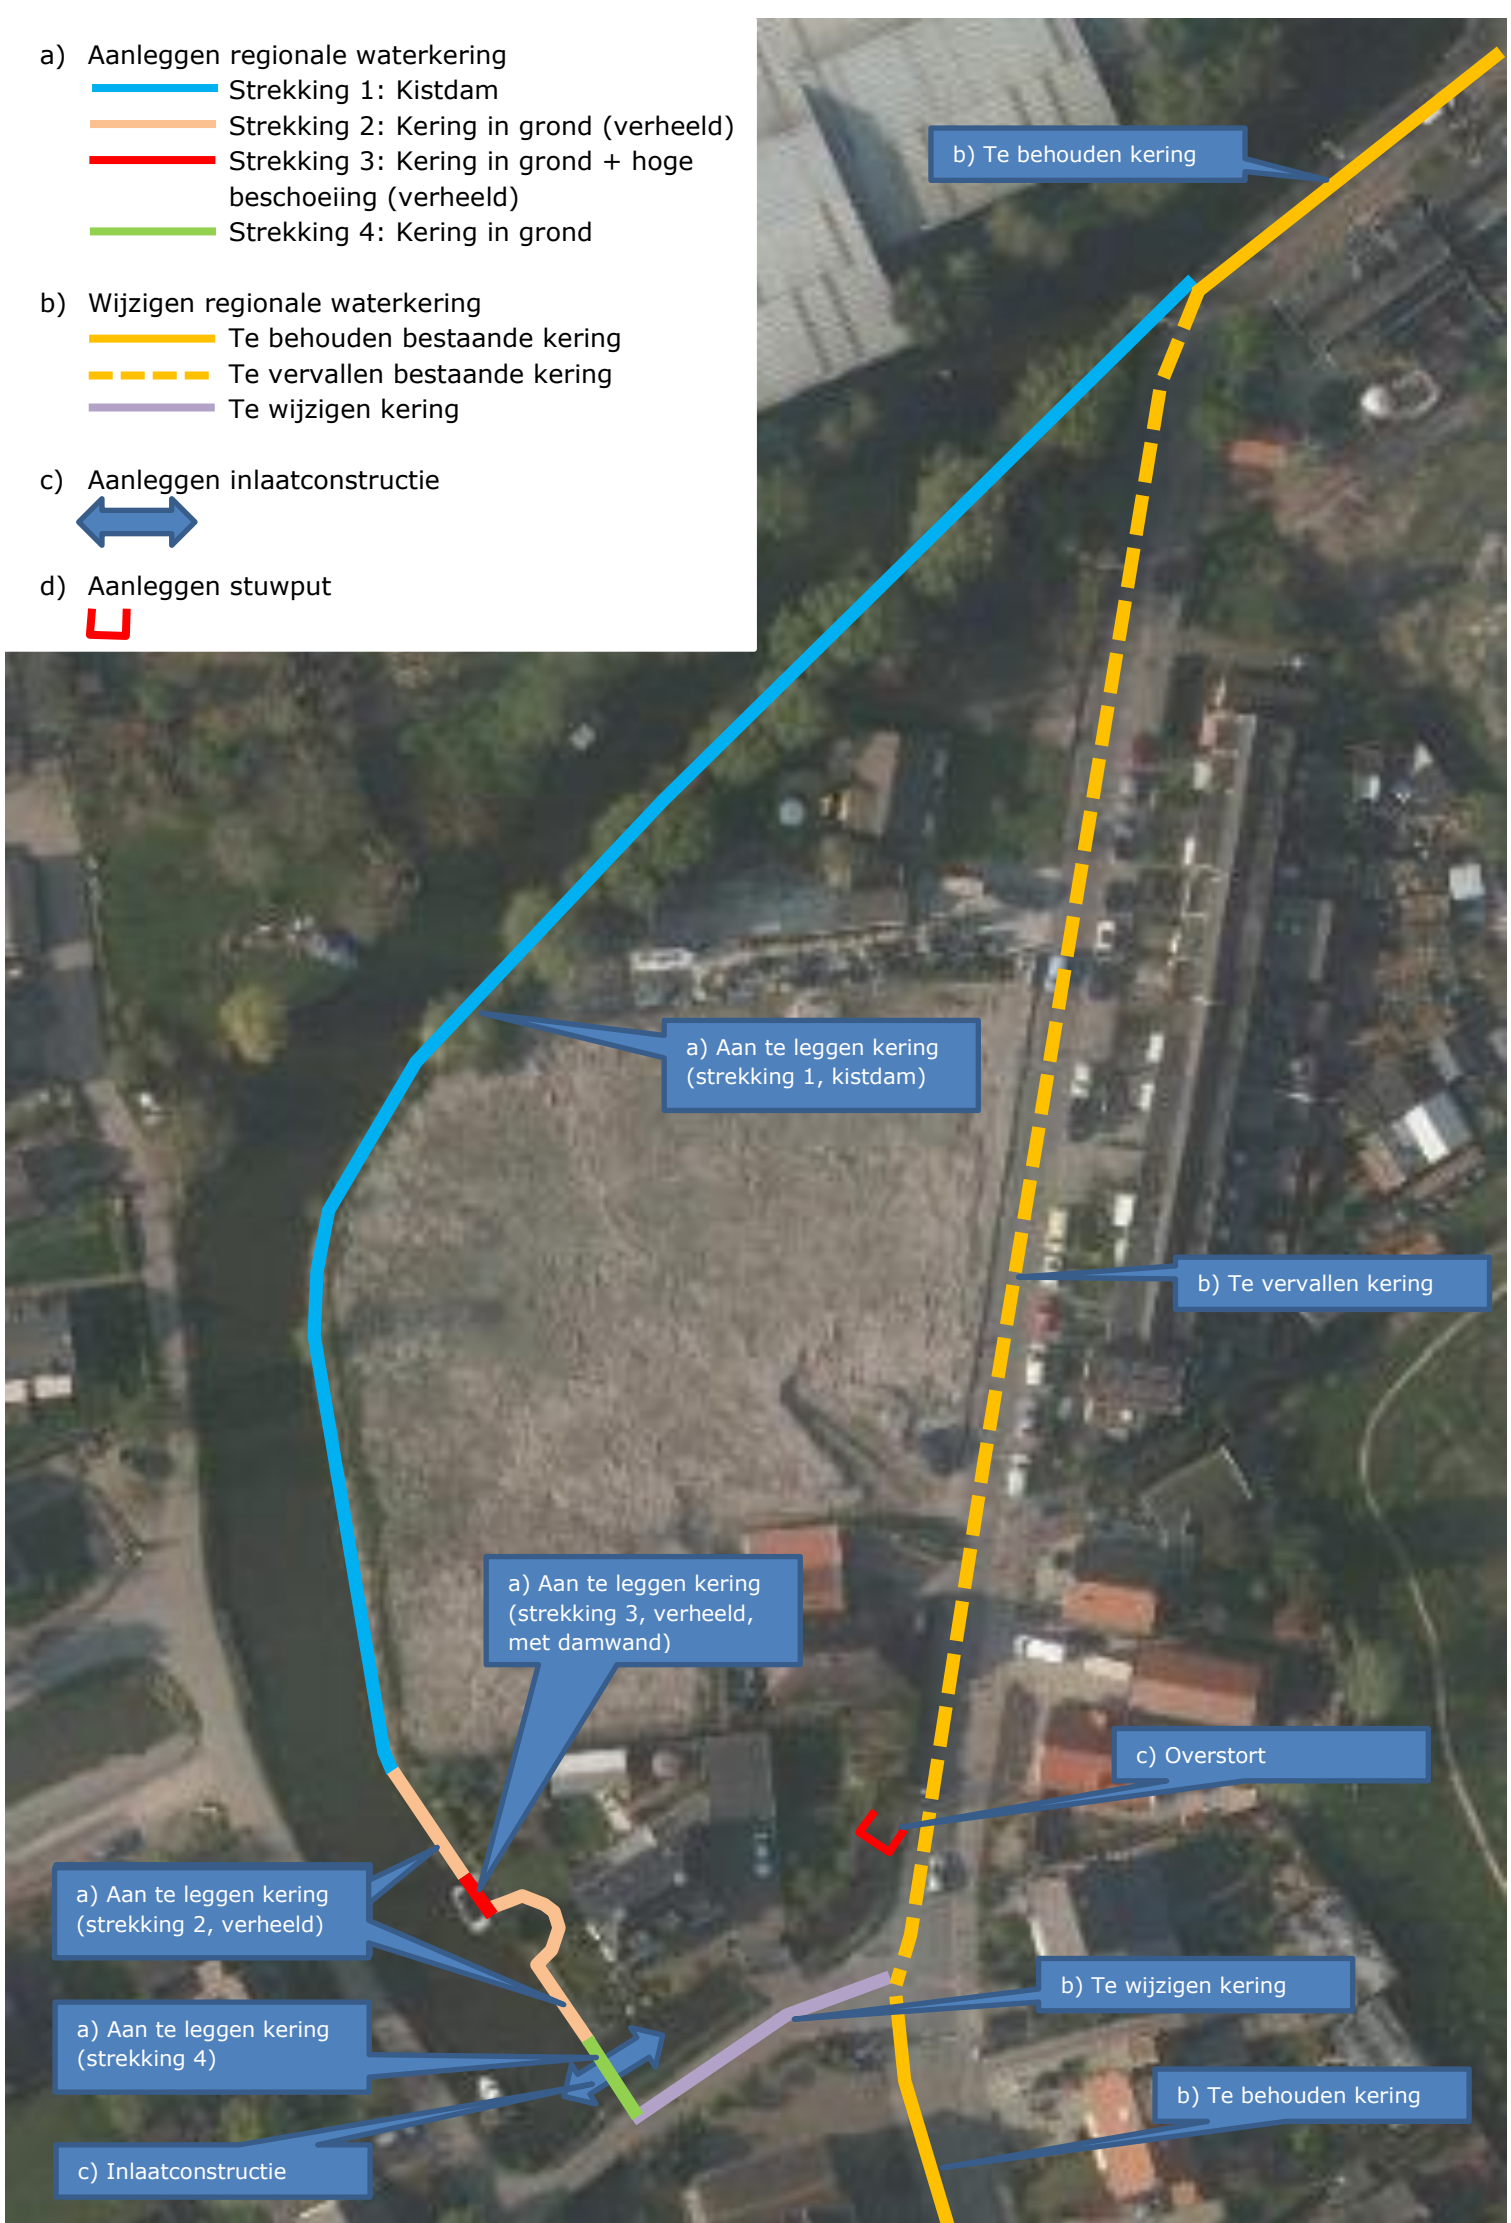 a) Aanleggen regionale waterkering
Strekking 1: Kistdam
Strekking 2: Kering in grond (verheeld)
Strekking 3: Kering in grond + hoge
beschoeiing (verheeld)
Strekking 4: Kering in grond
b) Wijzigen regionale waterkering
Te behouden bestaande kering
Te vervallen bestaande kering
Te wijzigen kering
c) Aanleggen inlaatconstructie
d) Aanleggen stuwput
b) Te behouden kering
a) Aan te leggen kering
(strekking 1, kistdam)
b) Te vervallen kering
a) Aan te leggen kering
(strekking 3, verheeld,
met damwand)
c) Overstort
a) Aan te leggen kering
(strekking 2, verheeld)
b) Te wijzigen kering
a) Aan te leggen kering
(strekking 4)
b) Te behouden kering
c) Inlaatconstructie